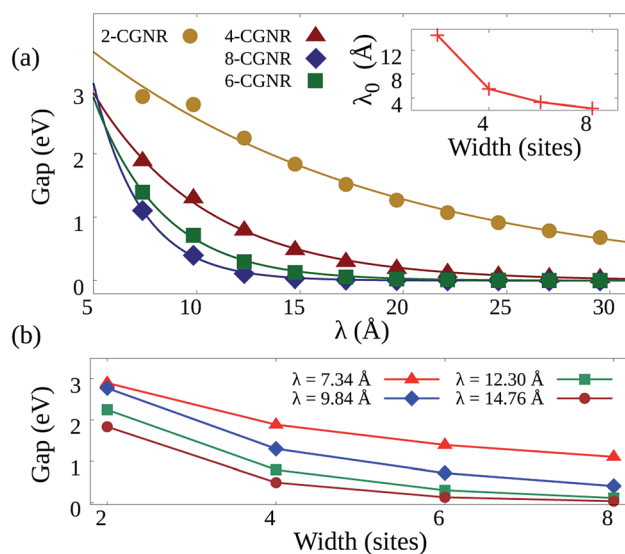 (a)
2-CGNR
4-CGNR
8-CGNR
6-CGNR
Gap (eV)
3
2
1
0
5
10
15
20
25
30
λ (Å)
λ0 (Å)
12
8
4
4
8
Width (sites)
(b)
λ = 7.34 Å
λ = 12.30 Å
λ = 9.84 Å
λ = 14.76 Å
Gap (eV)
3
2
1
0
2
4
6
8
Width (sites)